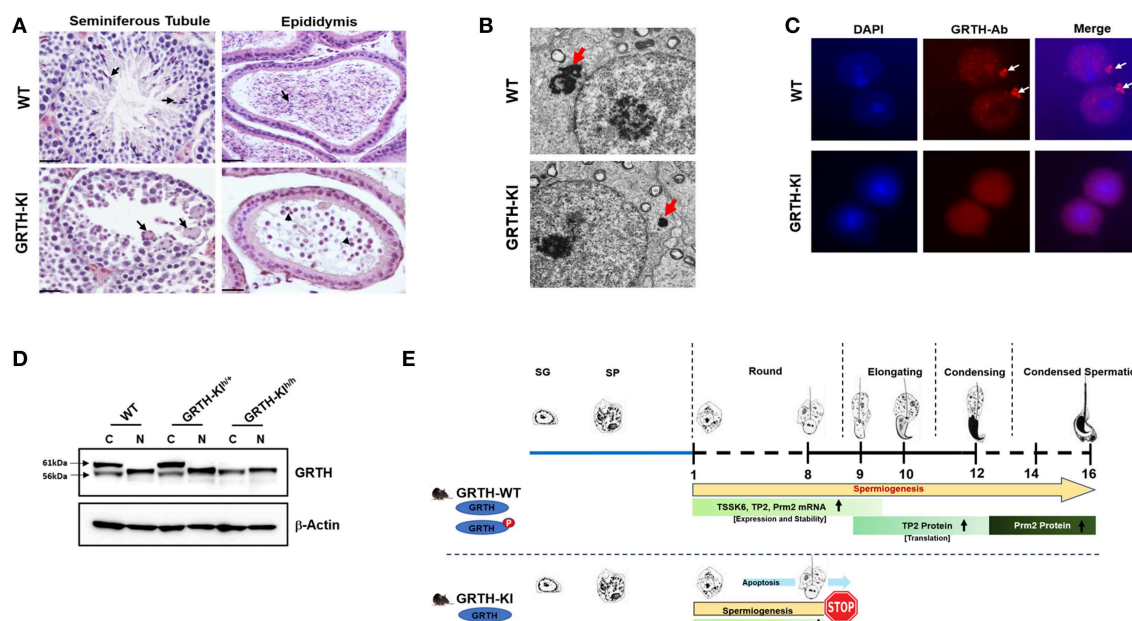 A
Seminiferous Tubule
Epididymis
WT
GRTH-KI
B
WT
GRTH-KI
C
DAPI
GRTH-Ab
Merge
WT
GRTH-KI
D
WT
GRTH-KIh/+
GRTH-KIh/h
C N C N C N
61kDa
56kDa
GRTH
β-Actin
E
SG
SP
Round
Elongating
Condensing
Condensed Spermatid
1 8 9 10 12 14 16
Spermiogenesis
GRTH-WT
GRTH
GRTH P
TSSK6, TP2, Prm2 mRNA
[Expression and Stability]
TP2 Protein
[Translation]
Prm2 Protein
Apoptosis
GRTH-KI
GRTH
Spermiogenesis
STOP